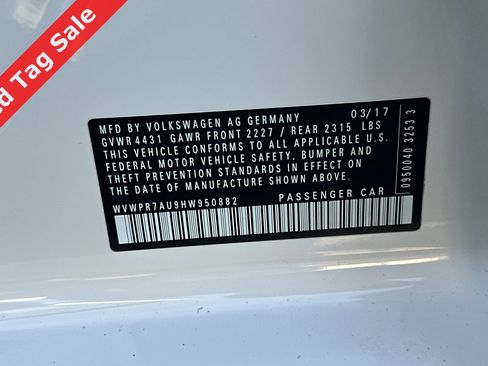 d Tag Sale
MFD BY VOLKSWAGEN AG GERMANY 03/17
GVWR 4431 GAWR FRONT 2227 / REAR 2315 LBS
THIS VEHICLE CONFORMS TO ALL APPLICABLE U.S.
FEDERAL MOTOR VEHICLE SAFETY, BUMPER AND
THEFT PREVENTION STANDARDS IN EFFECT ON
THE DATE OF MANUFACTURE SHOWN ABOVE.
WVWPR7AU9HW950882 PASSENGER CAR
0950040 3253 3